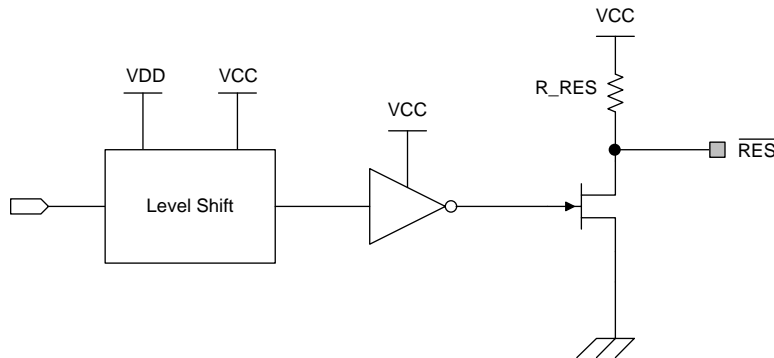 VCC
VDD
VCC
R_RES
VCC
Level Shift
RES